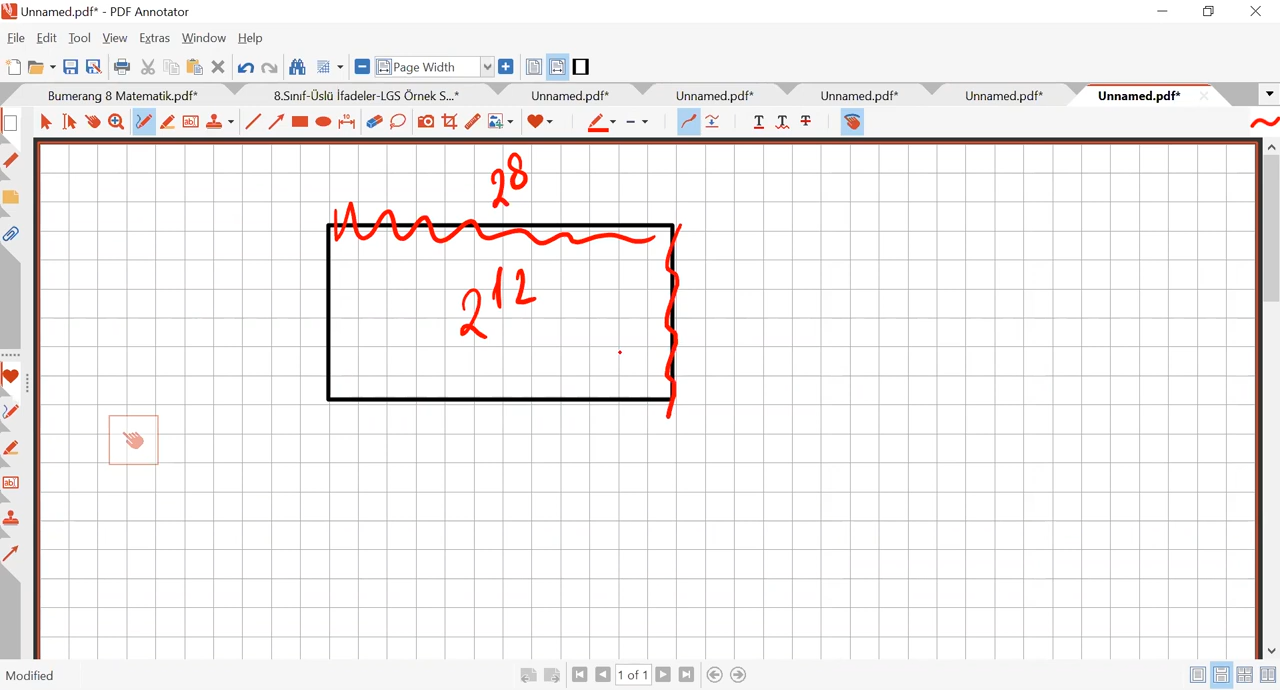 Unnamed.pdf* - PDF Annotator
File Edit Tool View Extras Window Help
Page Width
Bumerang 8 Matematik.pdf* 8.Sınıf-Üslü İfadeler-LGS Örnek S...* Unnamed.pdf* Unnamed.pdf* Unnamed.pdf* Unnamed.pdf* Unnamed.pdf*
2⁸
2¹²
Modified
1 of 1